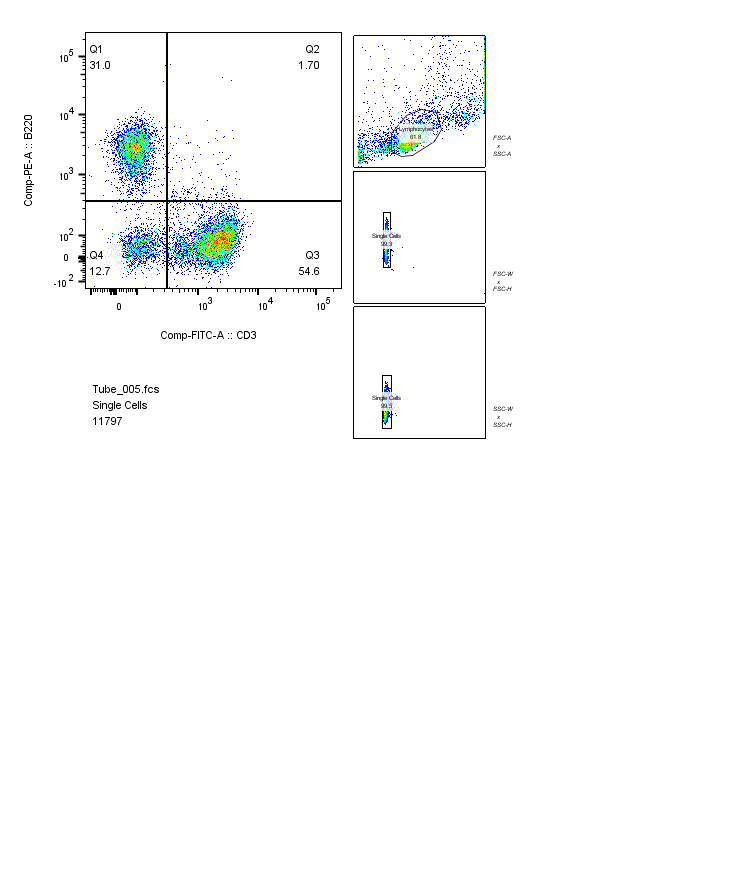 Q1
31.0
Q2
1.70
Q4
12.7
Q3
54.6
10^5
10^4
10^3
10^2
0
-10^2
0
10^3
10^4
10^5
Comp-PE-A :: B220
Comp-FITC-A :: CD3
Tube_005.fcs
Single Cells
11797
Lymphocytes
61.8
FSC-A
x
SSC-A
Single Cells
99.3
FSC-W
x
FSC-H
Single Cells
SSC-W
x
SSC-H